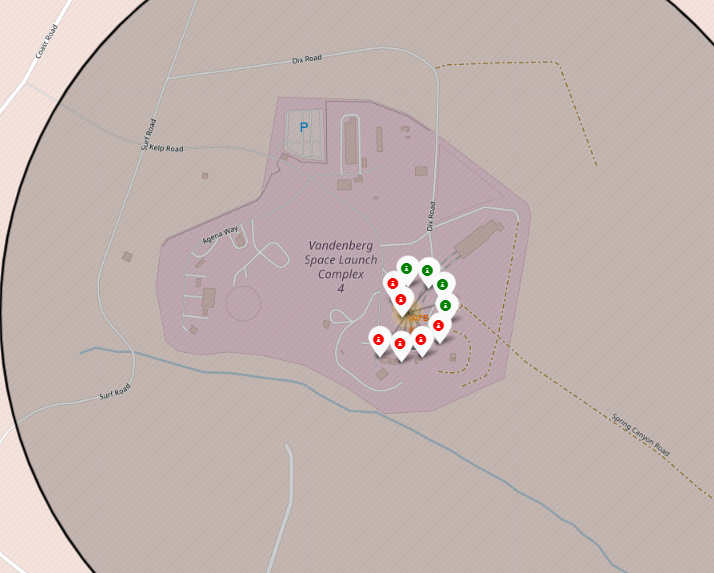 Coast Road
Dix Road
P
Surf Road
Kelp Road
Dix Road
Agena Way
Vandenberg
Space Launch
Complex
4
Surf Road
Spring Canyon Road